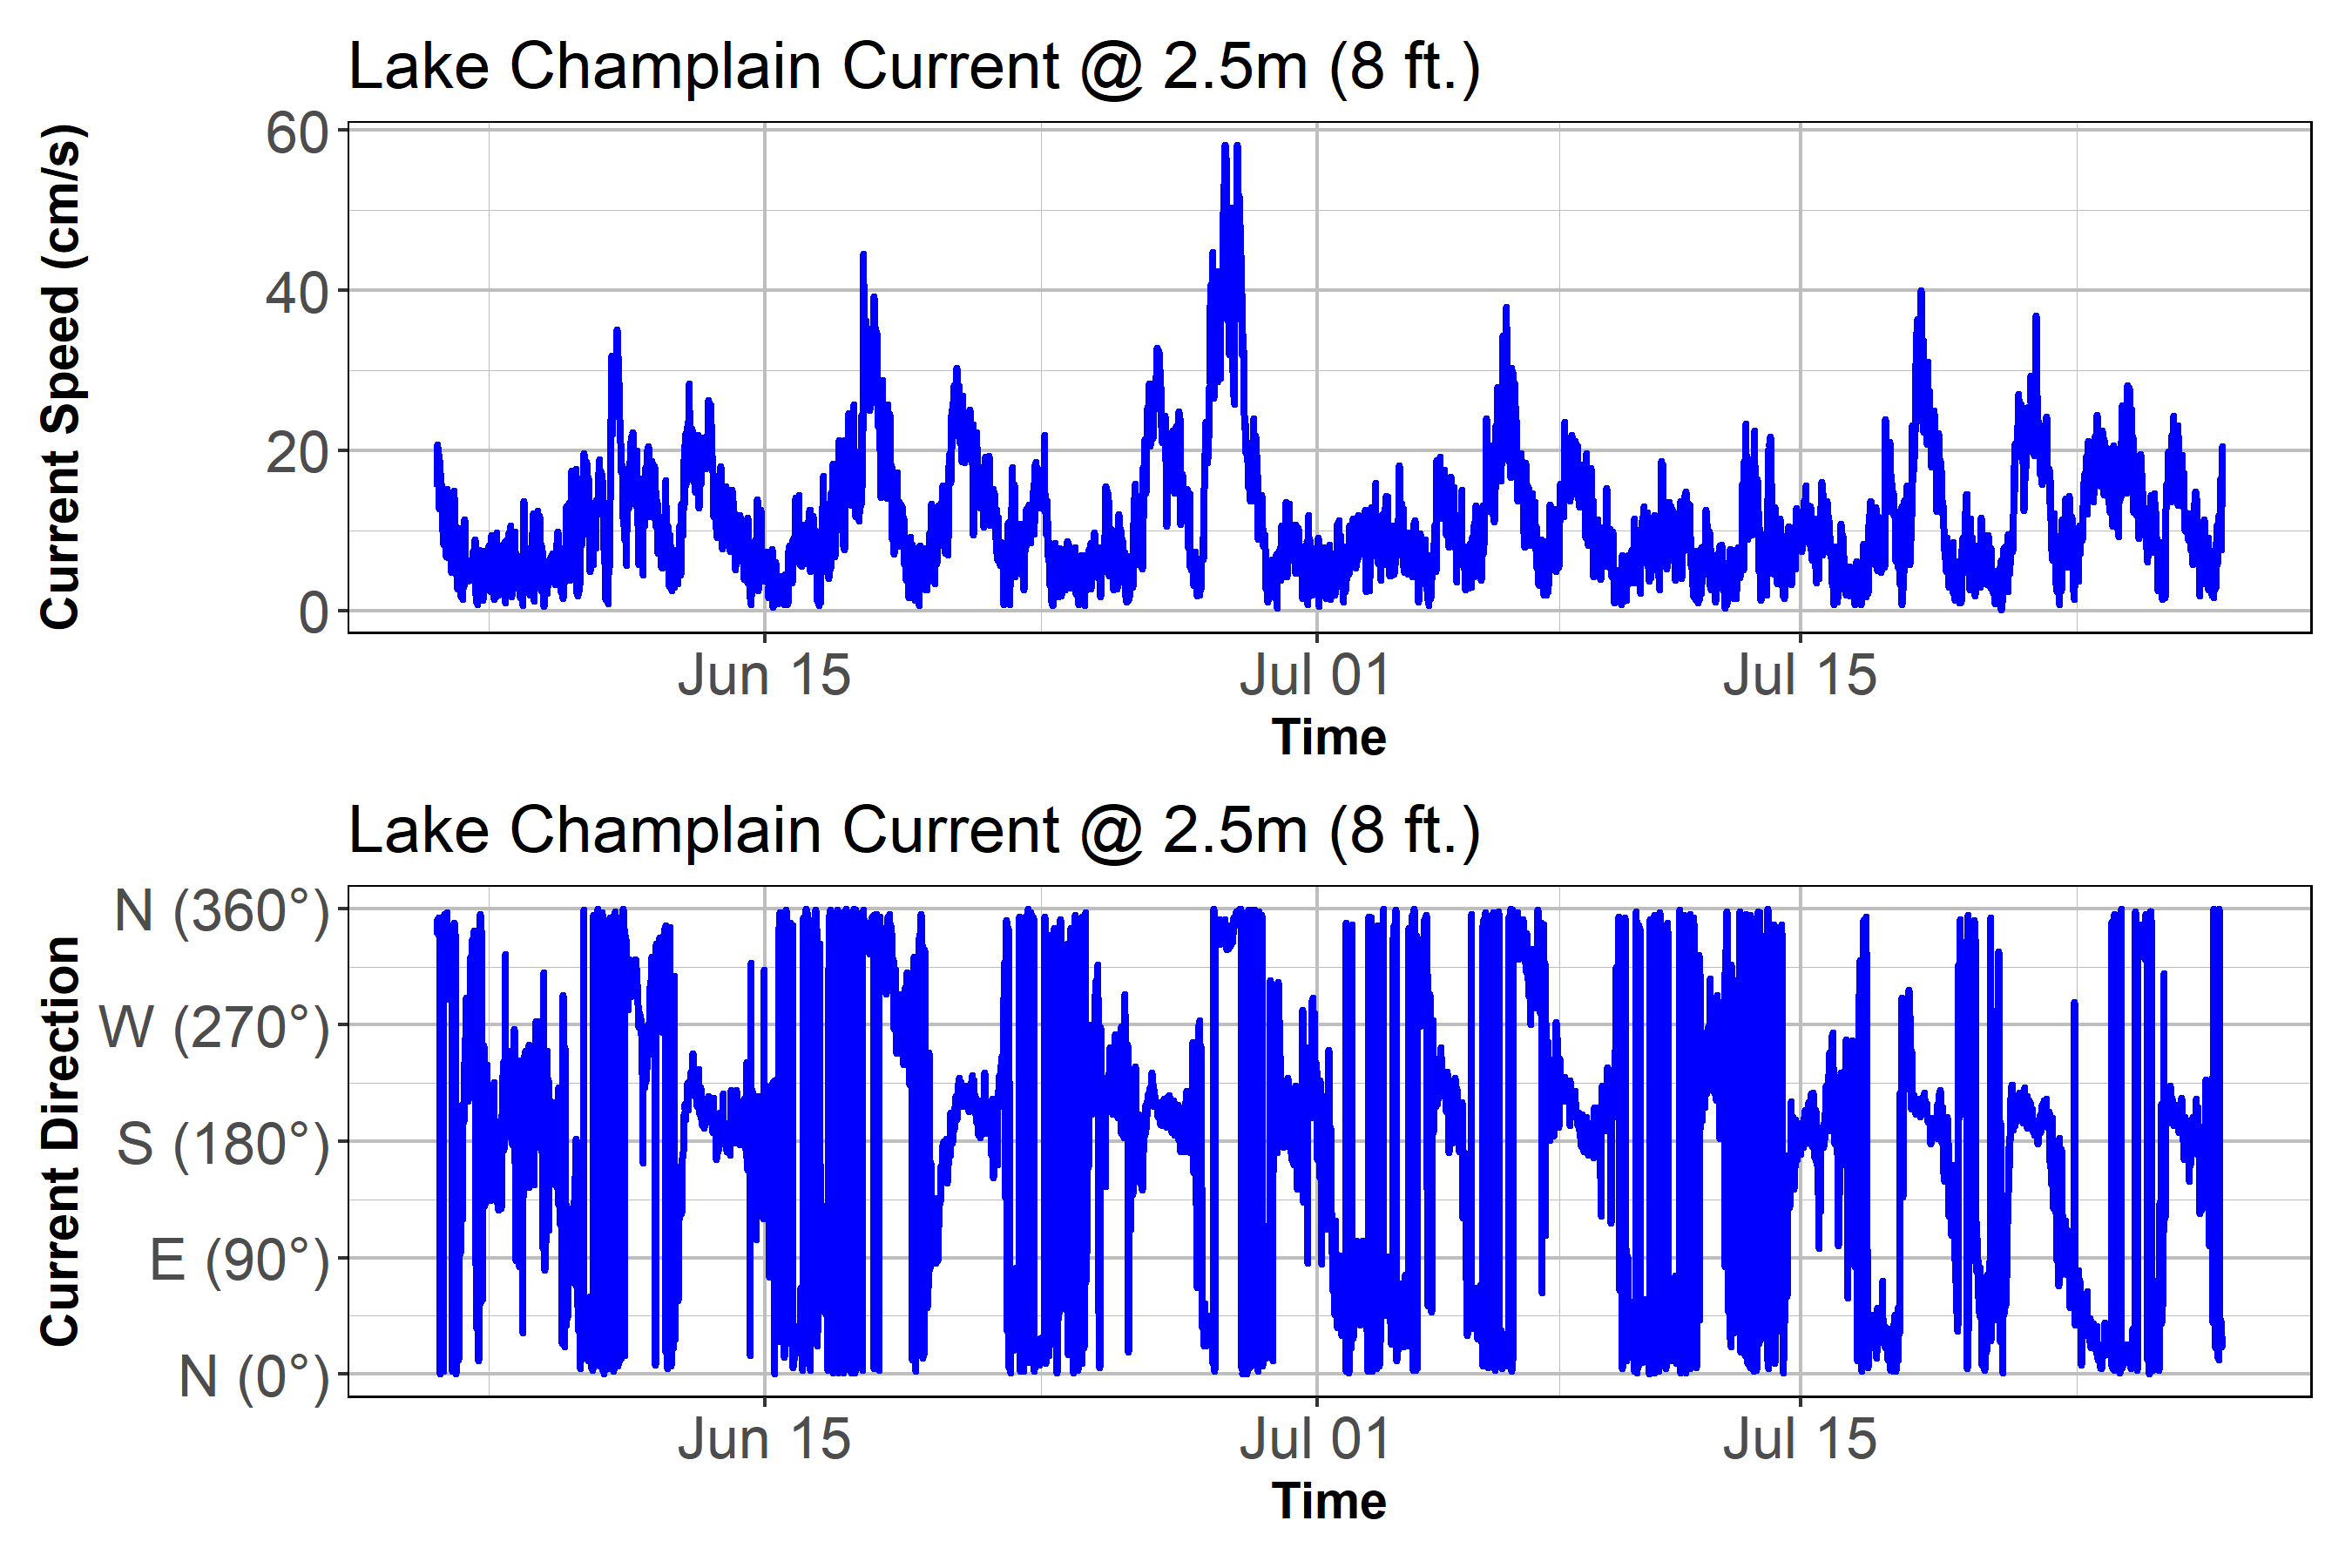 Lake Champlain Current @ 2.5m (8 ft.)
Current Speed (cm/s)
60
40
20
0
Jun 15
Jul 01
Jul 15
Time
Lake Champlain Current @ 2.5m (8 ft.)
Current Direction
N (360°)
W (270°)
S (180°)
E (90°)
N (0°)
Jun 15
Jul 01
Jul 15
Time